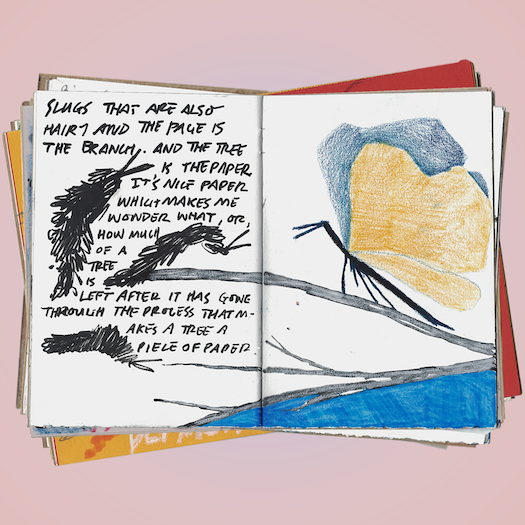 SLUGS THAT ARE ALSO
HAIRY AND THE PAGE IS
THE BRANCH. AND THE TREE
IS THE PAPER
IT'S NICE PAPER
WHICH MAKES ME
WONDER WHAT, OR,
HOW MUCH
OF A
TREE
IS
LEFT AFTER IT HAS GONE
THROUGH THE PROCESS THAT M-
AKES A TREE A
PIECE OF PAPER.